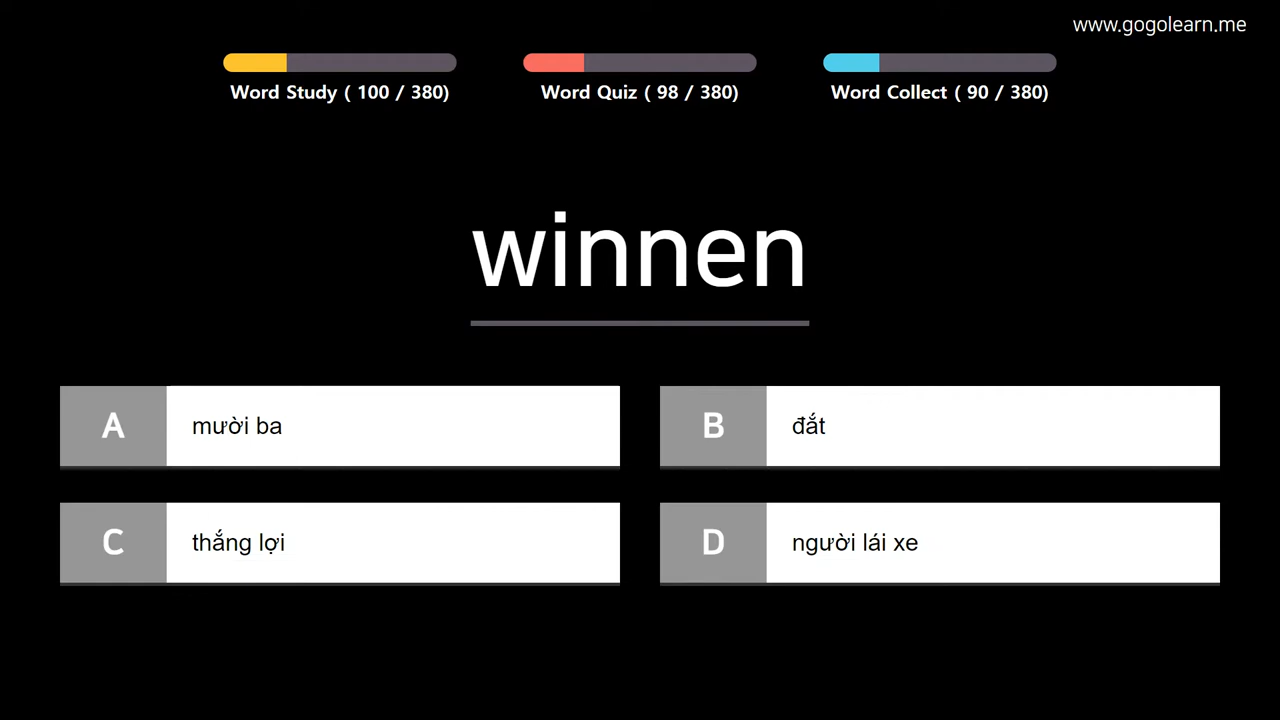 www.gogolearn.me
Word Study ( 100 / 380)
Word Quiz ( 98 / 380)
Word Collect ( 90 / 380)
winnen
A mười ba
B đắt
C thắng lợi
D người lái xe